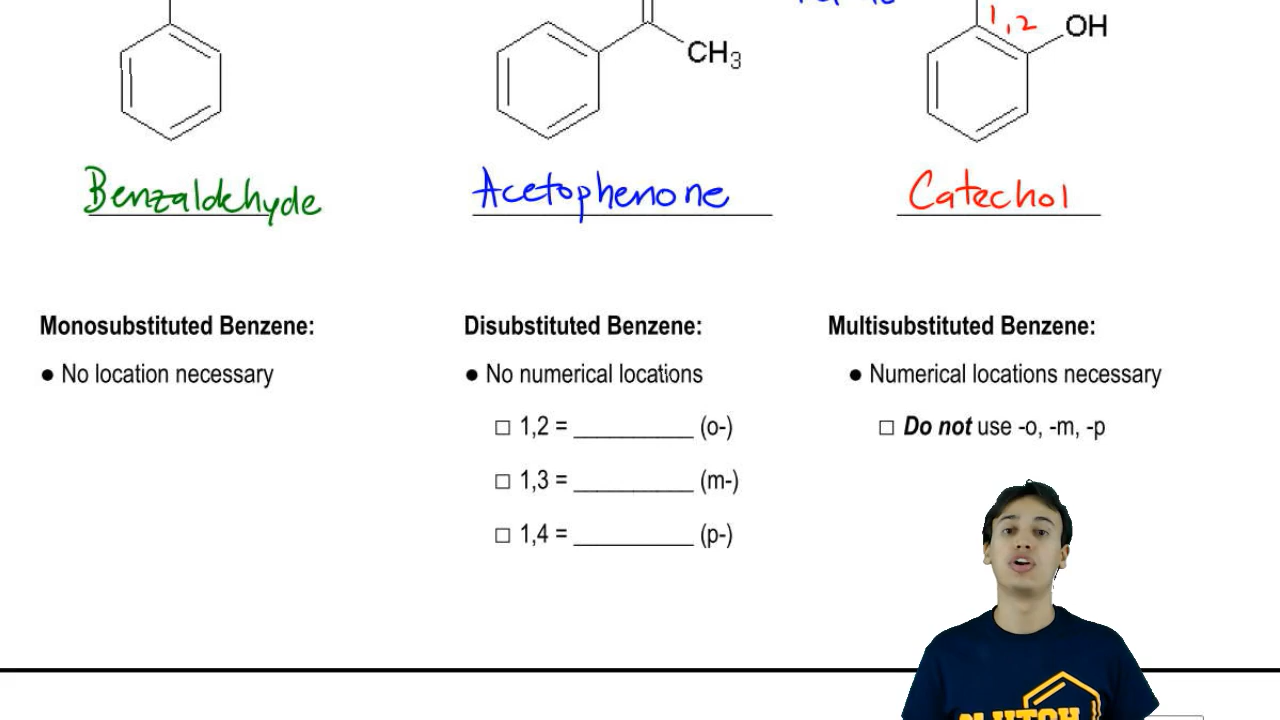 1,2
OH
CH3
Benzaldehyde
Acetophenone
Catechol
Monosubstituted Benzene:
● No location necessary
Disubstituted Benzene:
● No numerical locations
□ 1,2 = __________ (o-)
□ 1,3 = __________ (m-)
□ 1,4 = __________ (p-)
Multisubstituted Benzene:
● Numerical locations necessary
□ Do not use -o, -m, -p
CLUTCH